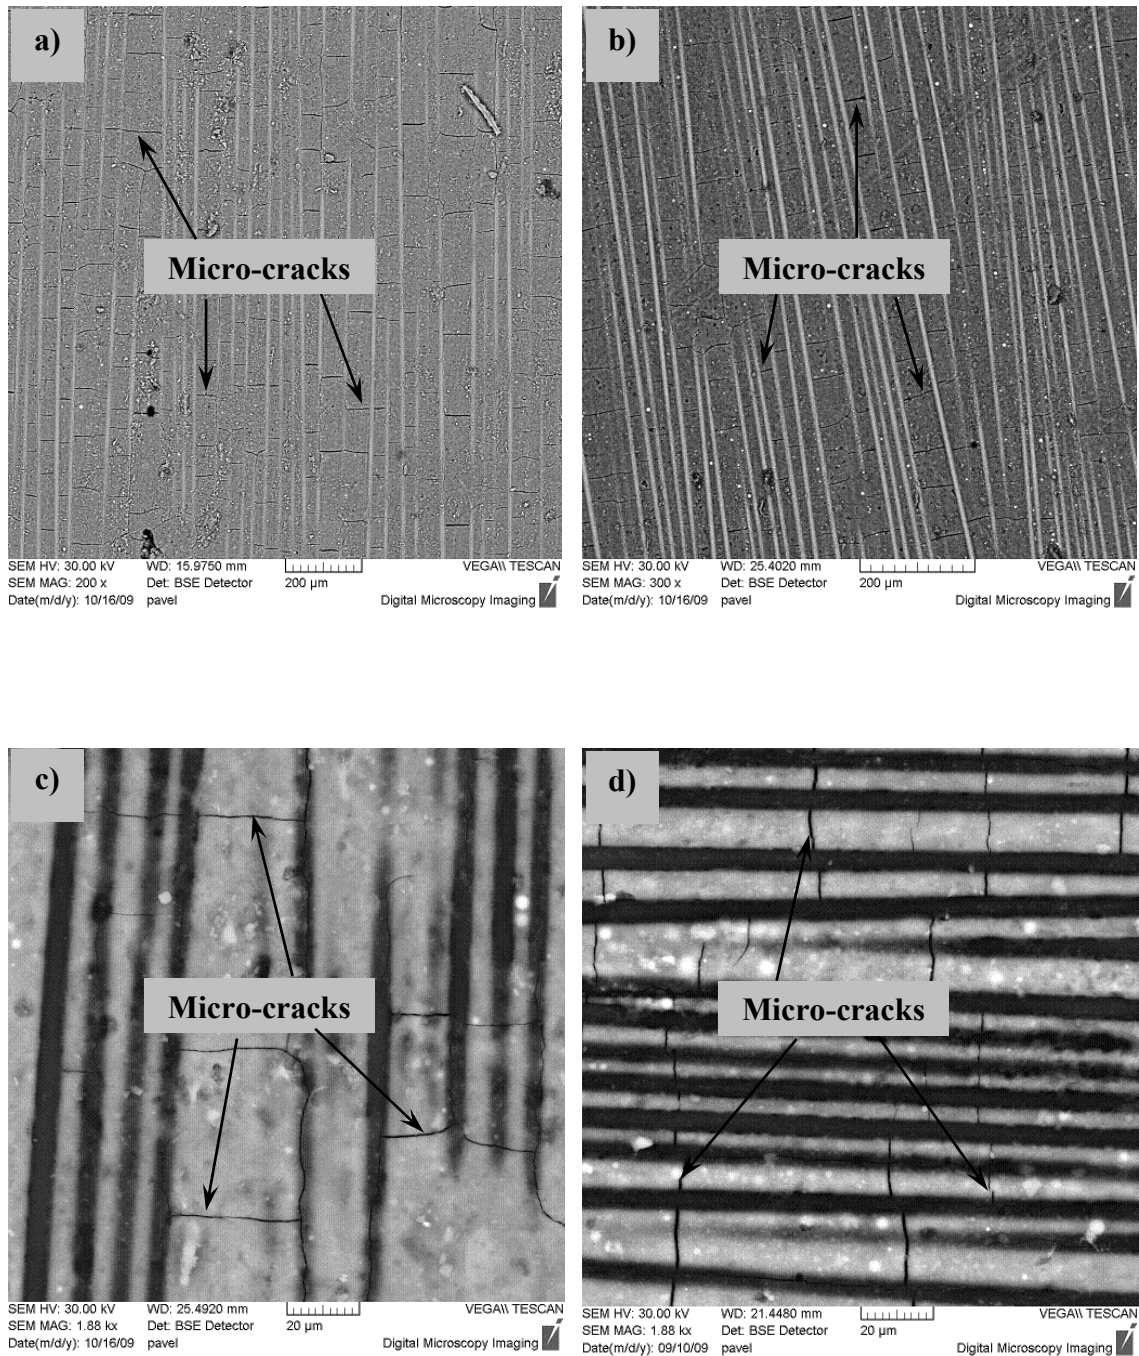 a)
Micro-cracks
SEM HV: 30.00 kV WD: 15.9750 mm VEGA\\ TESCAN
SEM MAG: 200 x Det: BSE Detector 200 µm
Date(m/d/y): 10/16/09 pavel Digital Microscopy Imaging
b)
Micro-cracks
SEM HV: 30.00 kV WD: 25.4020 mm VEGA\\ TESCAN
SEM MAG: 300 x Det: BSE Detector 200 µm
Date(m/d/y): 10/16/09 pavel Digital Microscopy Imaging
c)
Micro-cracks
SEM HV: 30.00 kV WD: 25.4920 mm VEGA\\ TESCAN
SEM MAG: 1.88 kx Det: BSE Detector 20 µm
Date(m/d/y): 10/16/09 pavel Digital Microscopy Imaging
d)
Micro-cracks
SEM HV: 30.00 kV WD: 21.4480 mm VEGA\\ TESCAN
SEM MAG: 1.88 kx Det: BSE Detector 20 µm
Date(m/d/y): 09/10/09 pavel Digital Microscopy Imaging